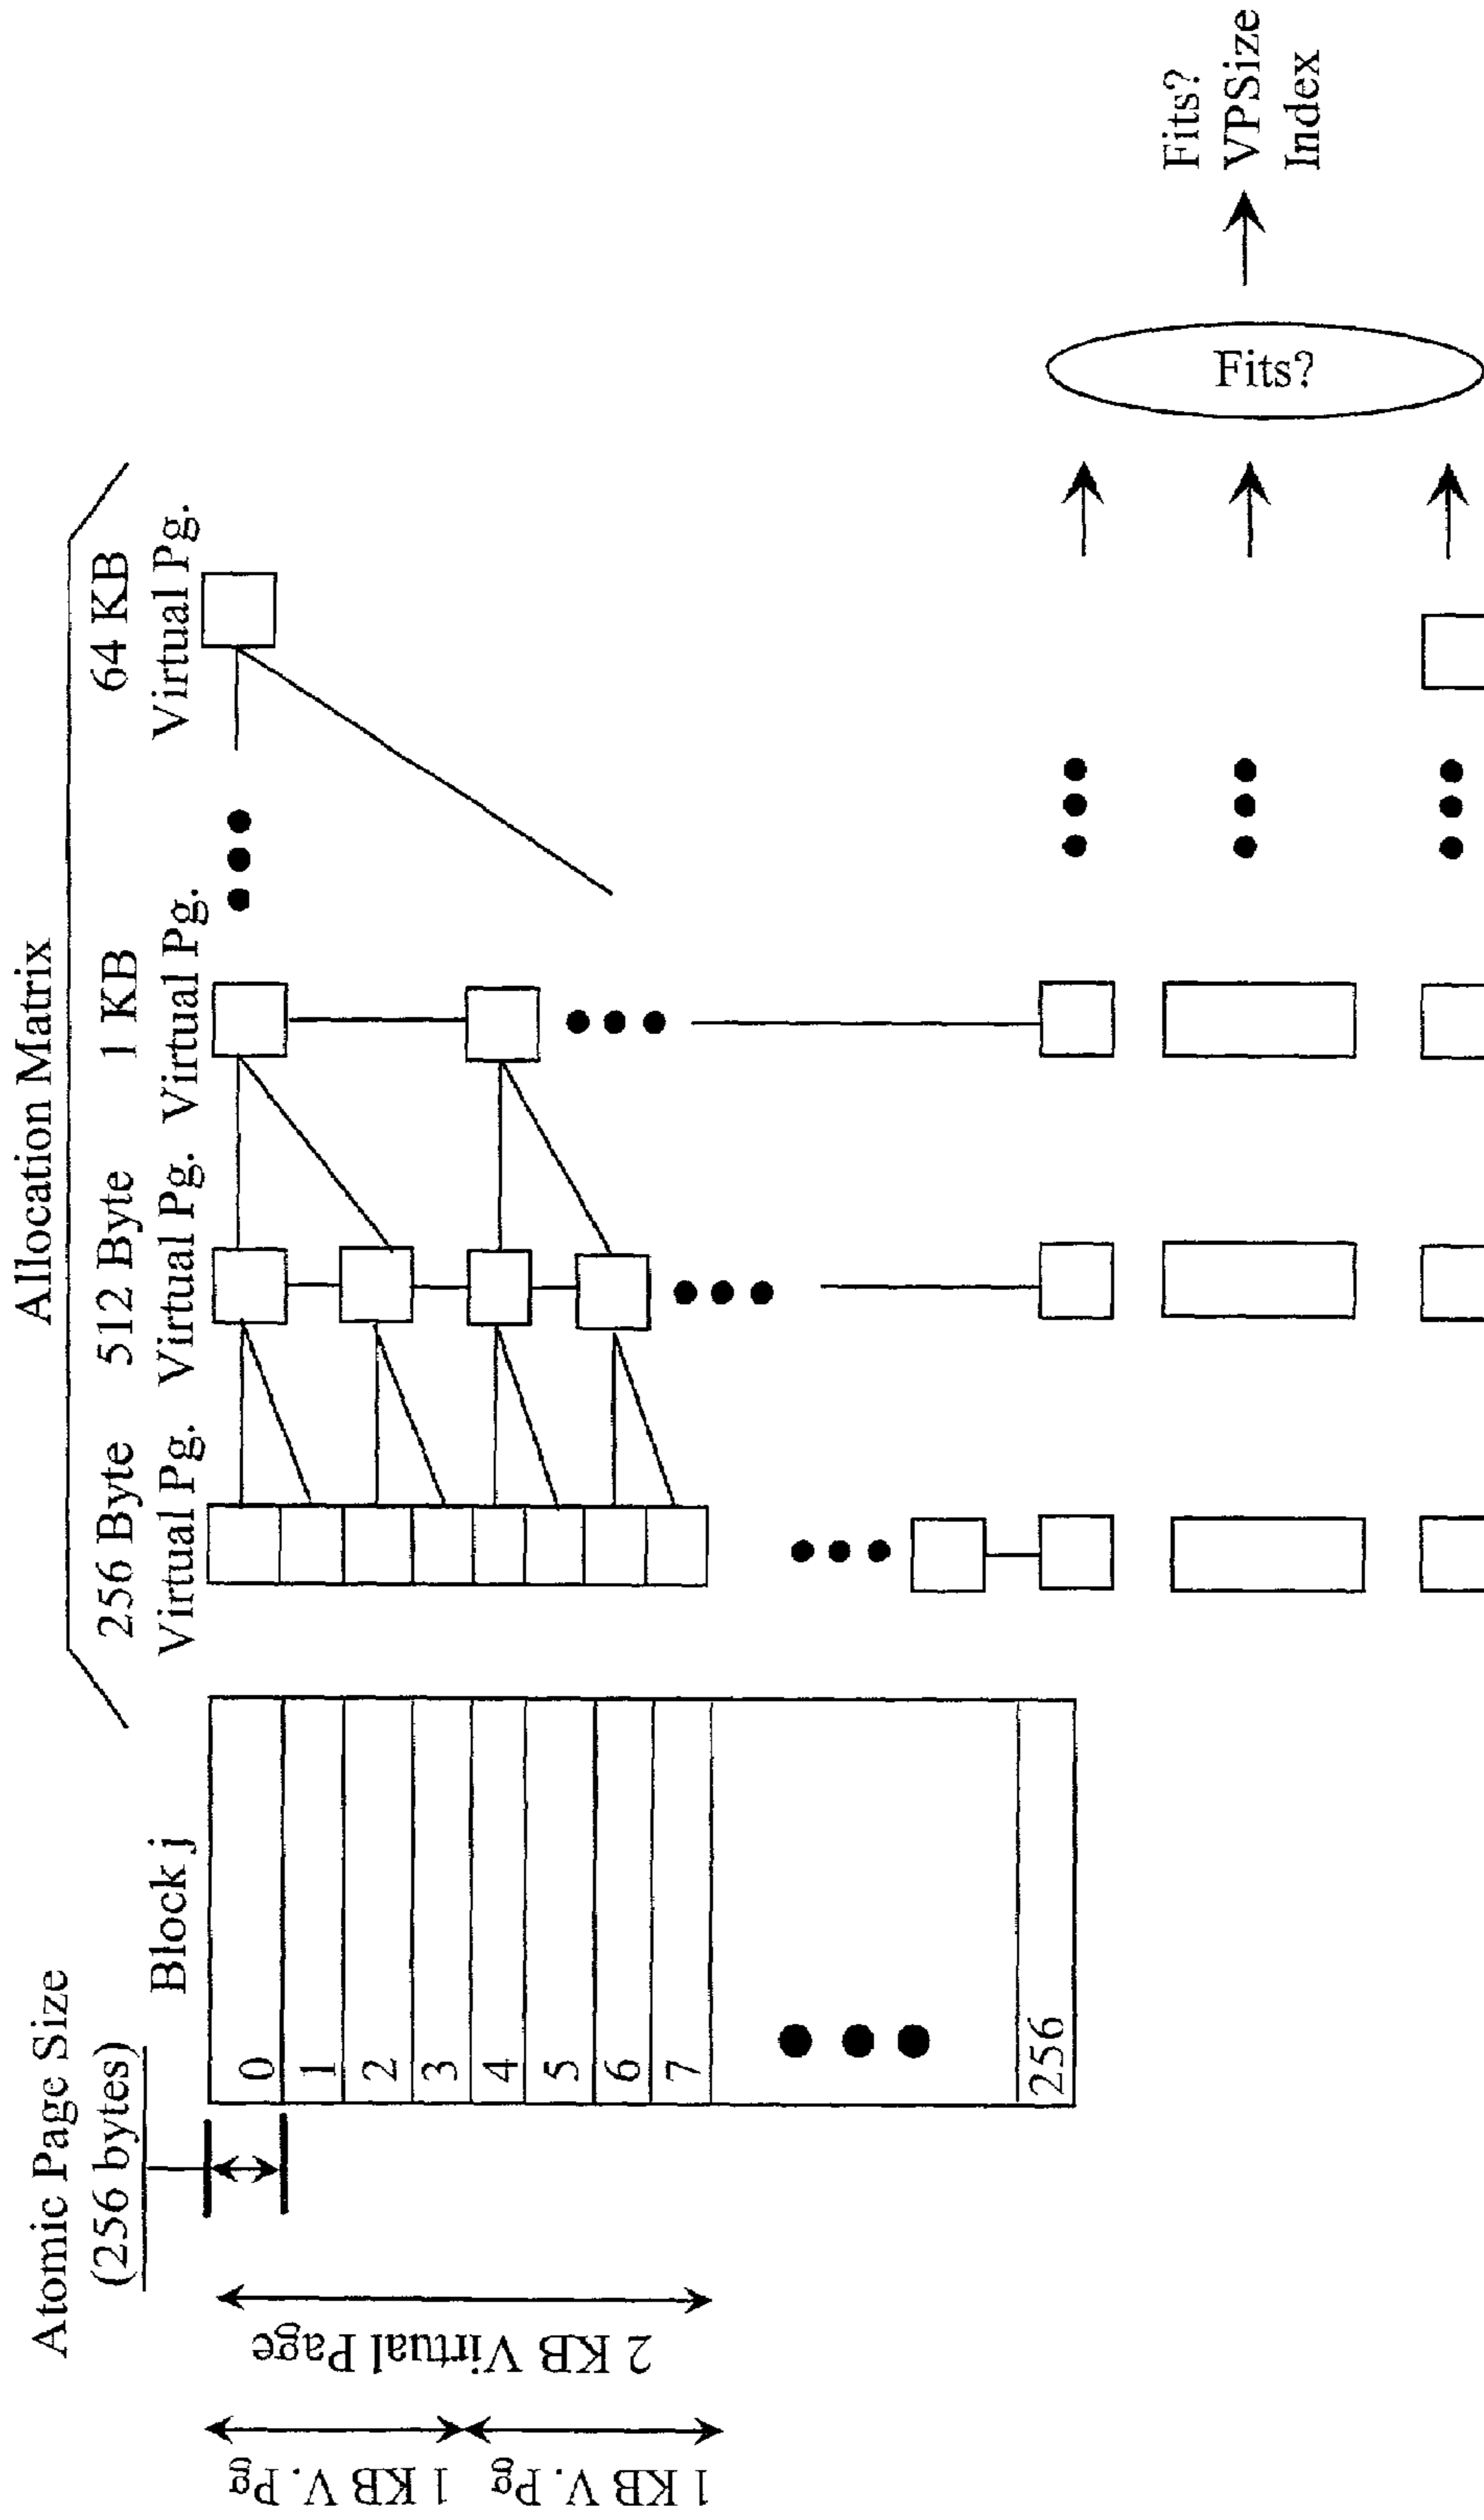 Allocation Matrix
Atomic Page Size
(256 bytes)
Block j
256 Byte
Virtual Pg.
512 Byte
Virtual Pg.
1 KB
Virtual Pg.
64 KB
Virtual Pg.
0
1
2
3
4
5
6
7
256
2 KB Virtual Page
1 KB V. Pg
1 KB V. Pg
Fits?
Fits?
VPSize
Index